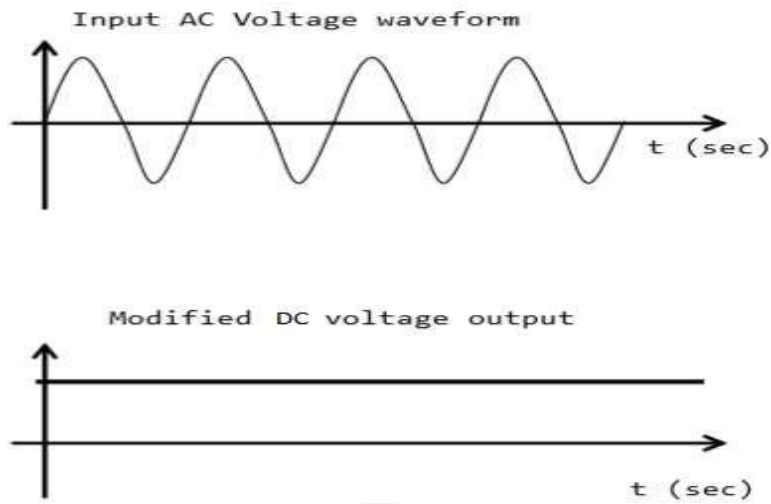 Input AC Voltage waveform
t (sec)
Modified DC voltage output
t (sec)